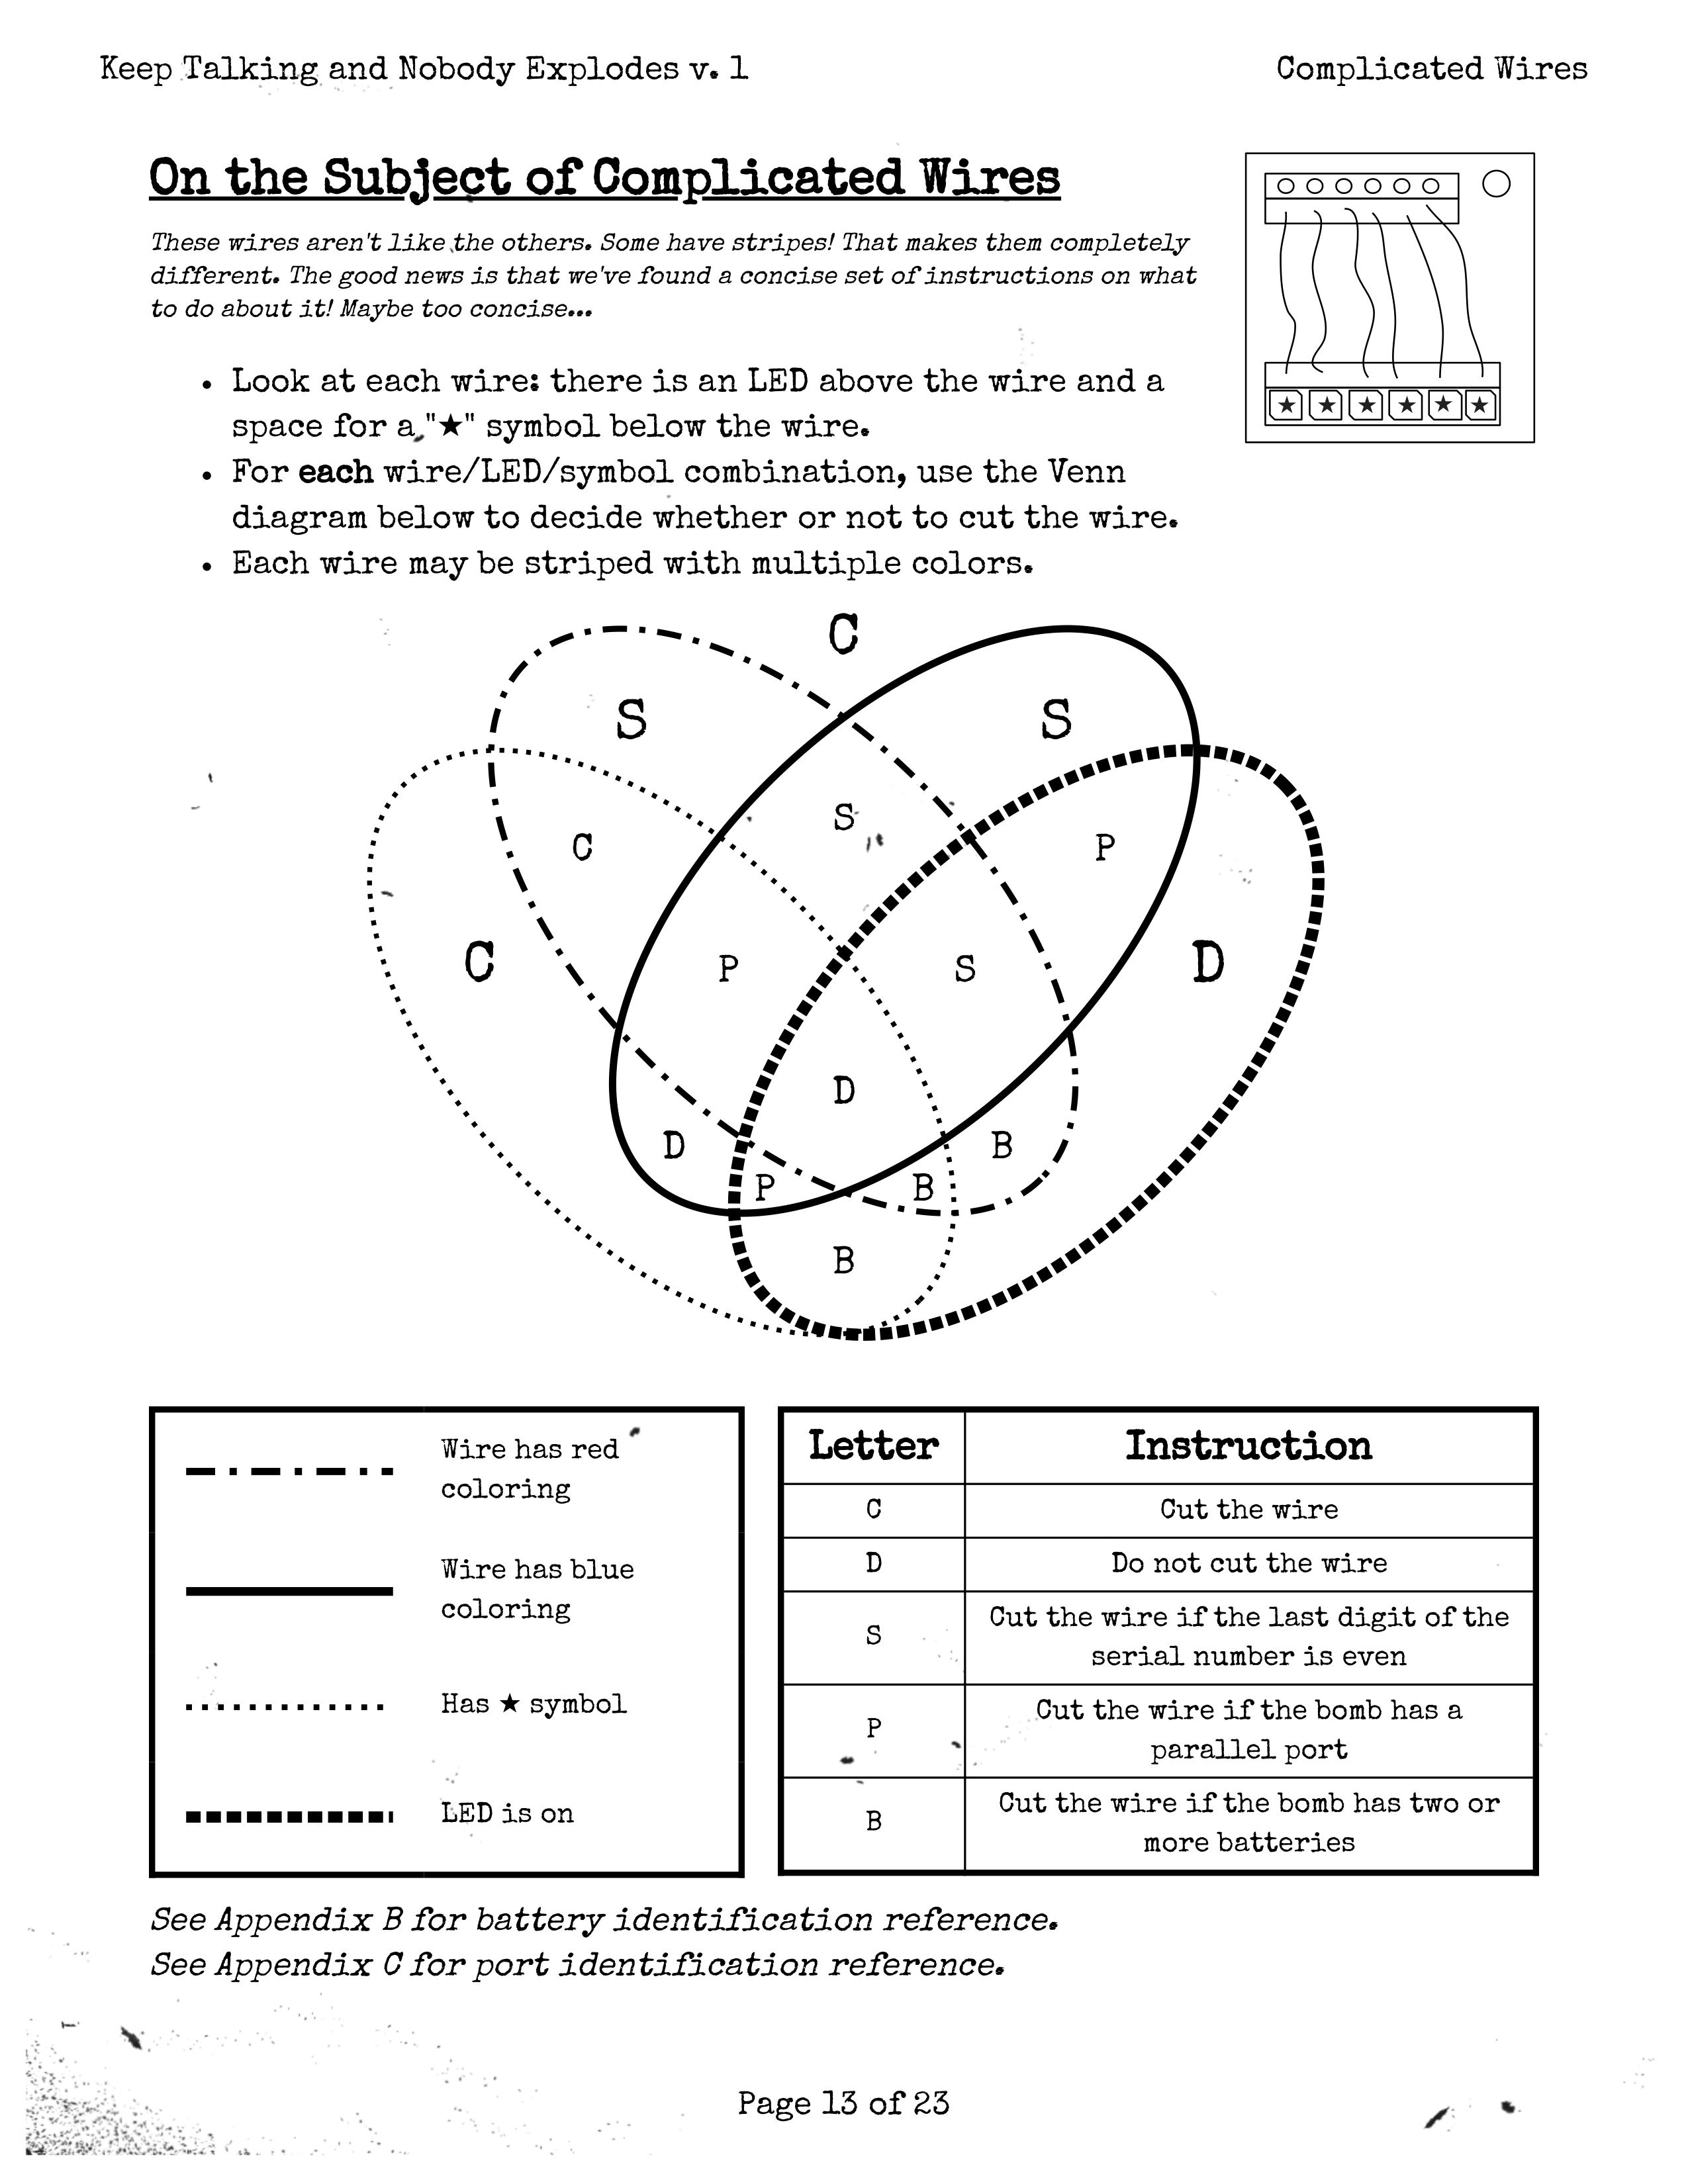 Keep Talking and Nobody Explodes v. 1
Complicated Wires
On the Subject of Complicated Wires
These wires aren't like the others. Some have stripes! That makes them completely
different. The good news is that we've found a concise set of instructions on what
to do about it! Maybe too concise...
• Look at each wire: there is an LED above the wire and a
space for a "★" symbol below the wire.
• For each wire/LED/symbol combination, use the Venn
diagram below to decide whether or not to cut the wire.
• Each wire may be striped with multiple colors.
★ ★ ★ ★ ★ ★
C
S S
S
C P
C D
P S
D
D B
P B
B
Wire has red
coloring
Wire has blue
coloring
Has ★ symbol
LED is on
Letter Instruction
C Cut the wire
D Do not cut the wire
S Cut the wire if the last digit of the
serial number is even
P Cut the wire if the bomb has a
parallel port
B Cut the wire if the bomb has two or
more batteries
See Appendix B for battery identification reference.
See Appendix C for port identification reference.
Page 13 of 23